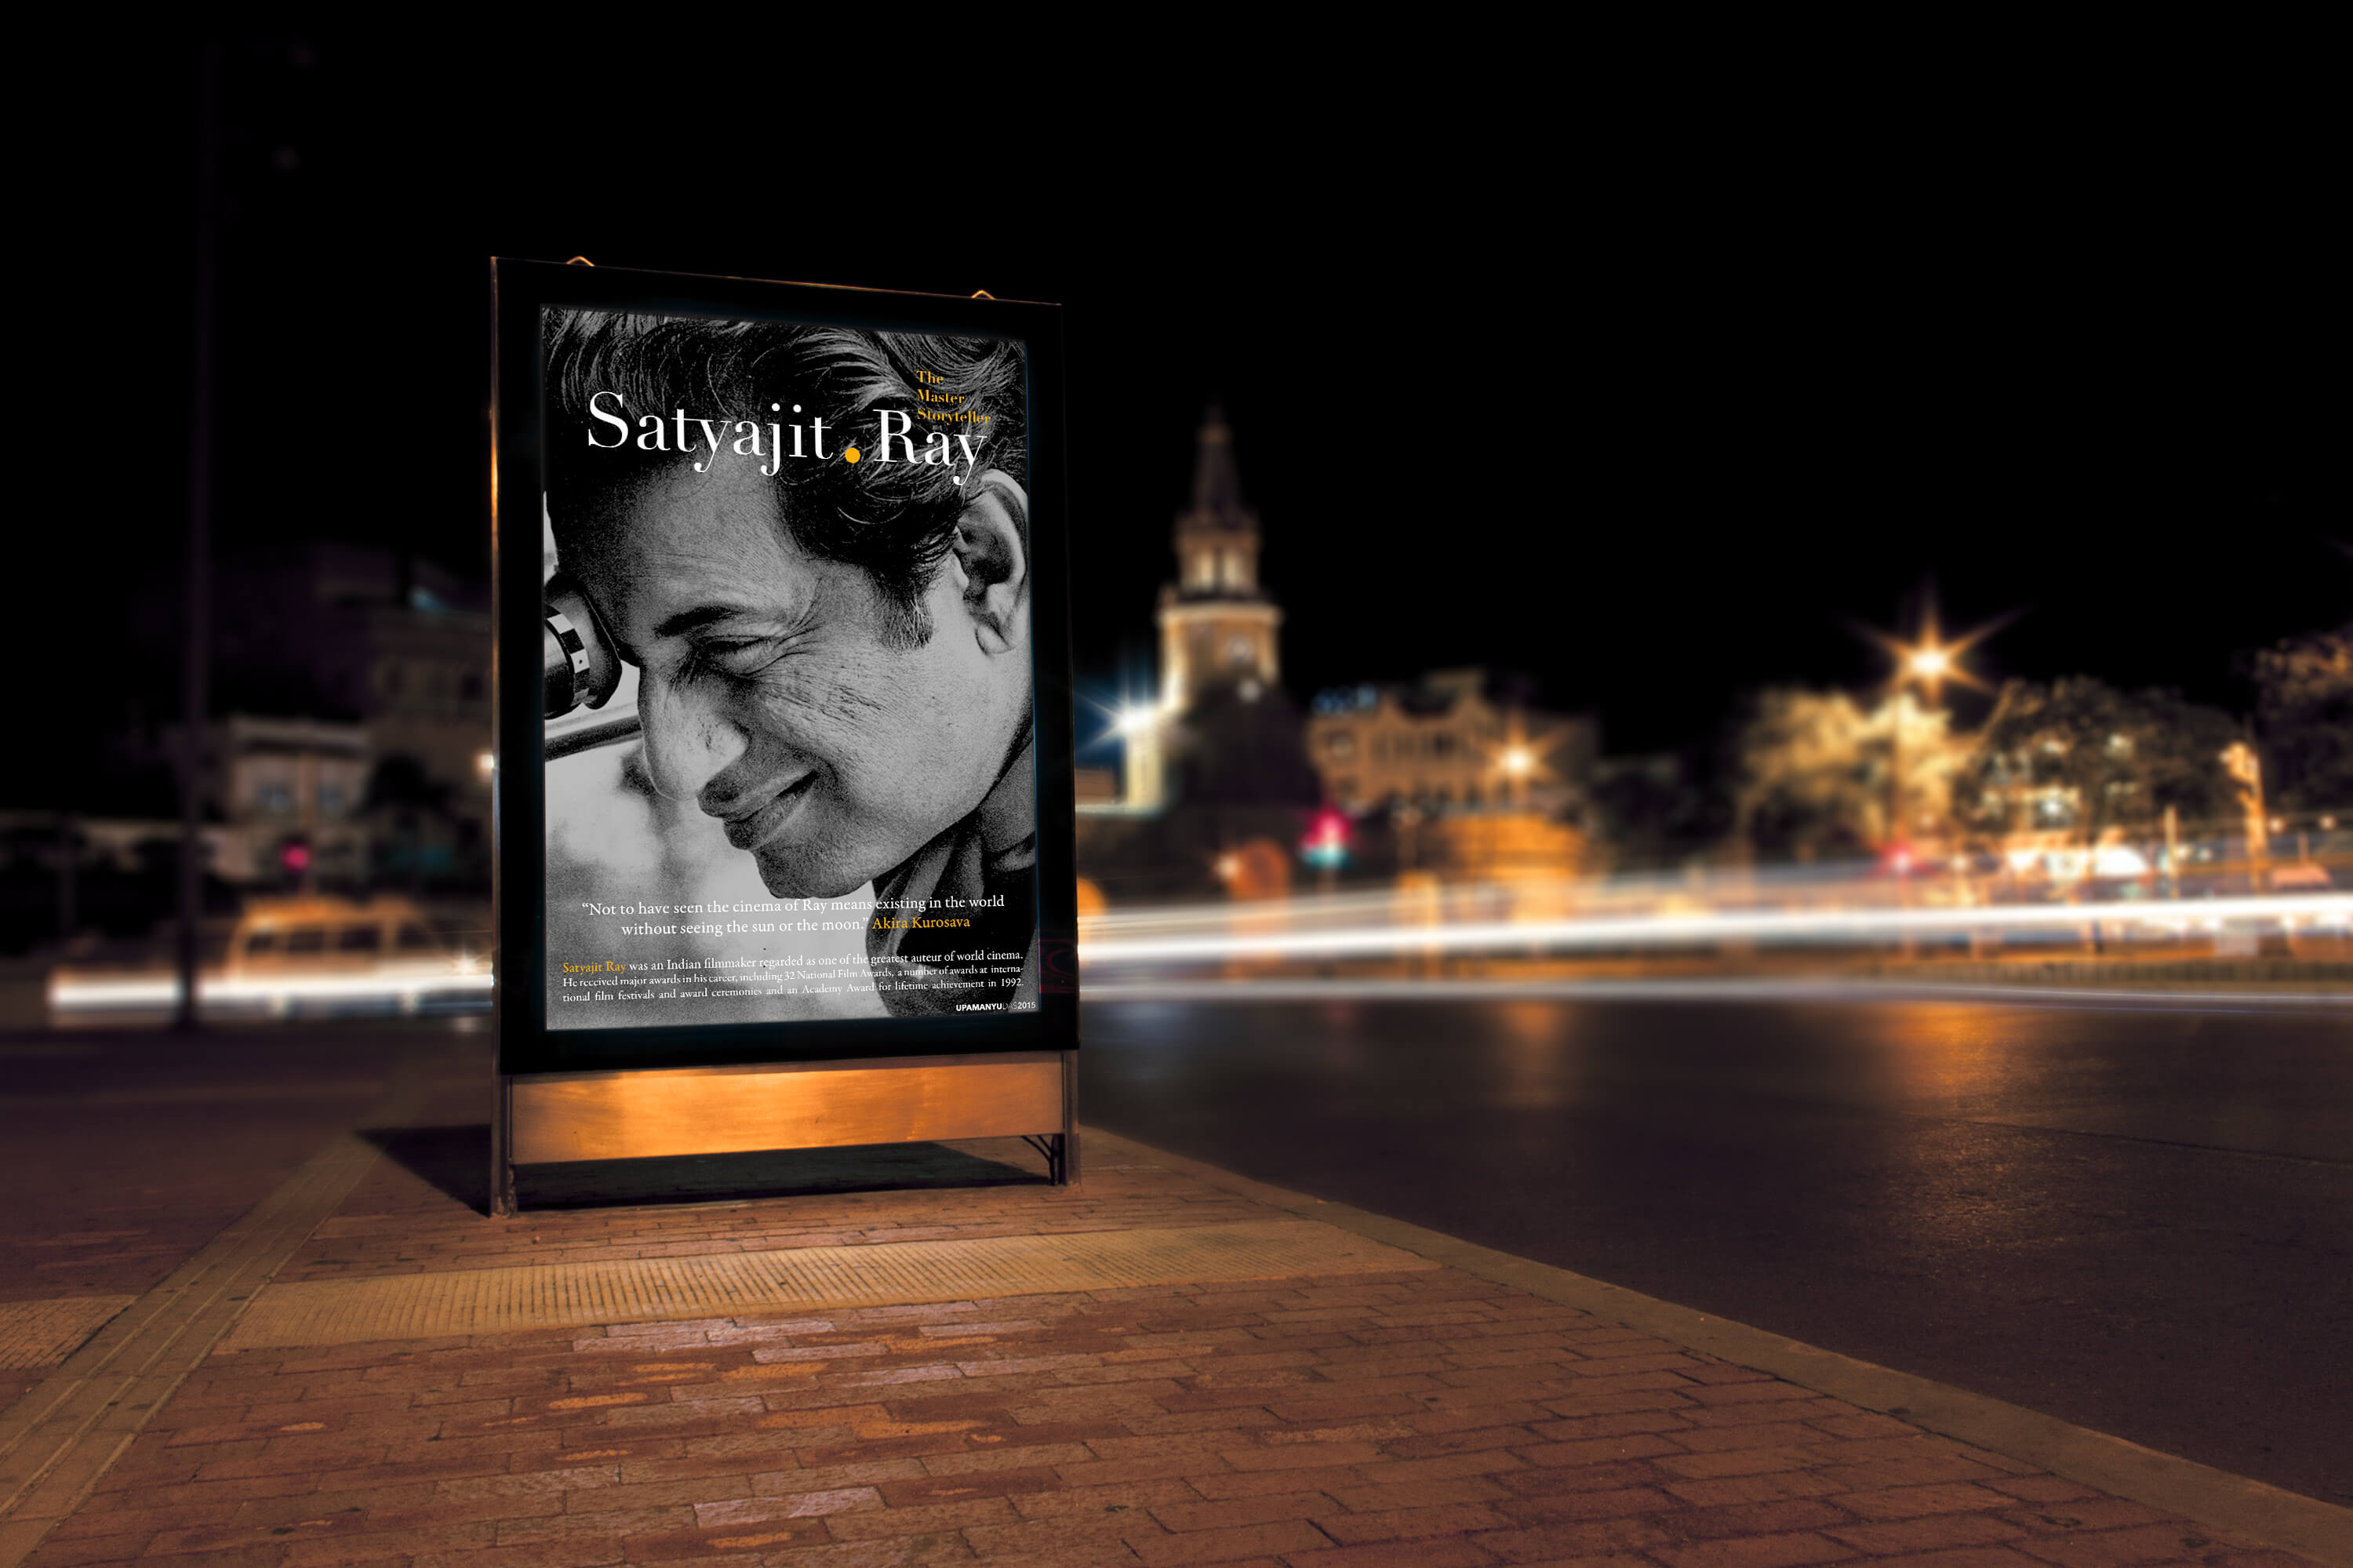 The
Master
Storyteller
Satyajit . Ray
“Not to have seen the cinema of Ray means existing in the world
without seeing the sun or the moon.” Akira Kurosava
Satyajit Ray was an Indian filmmaker regarded as one of the greatest auteur of world cinema.
He received major awards in his career, including 32 National Film Awards, a number of awards at interna-
tional film festivals and award ceremonies and an Academy Award for lifetime achievement in 1992.
UPAMANYUDAS2015